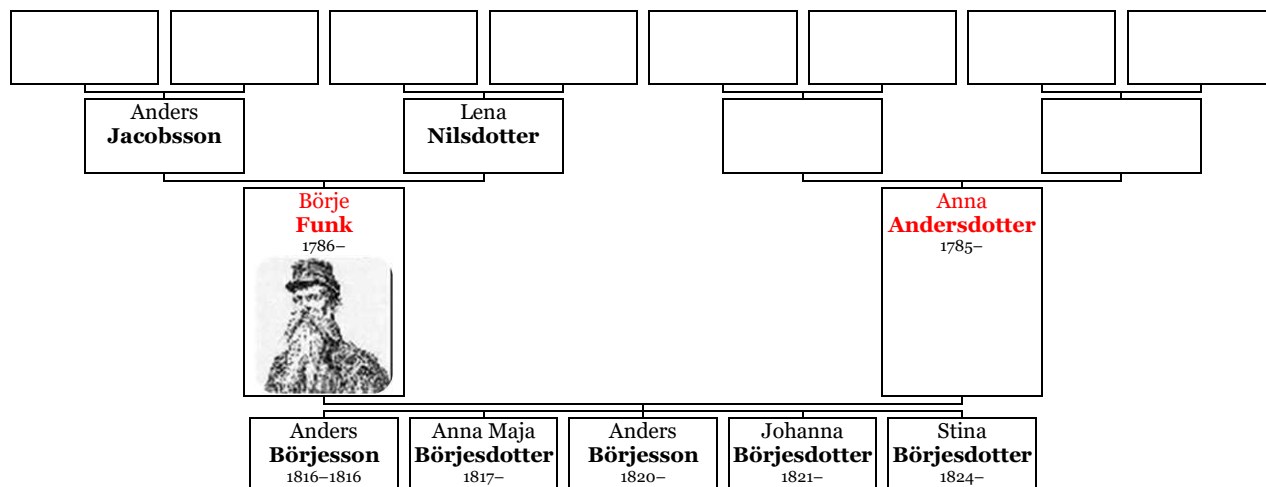 Anders
Jacobsson
Lena
Nilsdotter
Börje
Funk
1786–
Anna
Andersdotter
1785–
Anders
Börjesson
1816–1816
Anna Maja
Börjesdotter
1817–
Anders
Börjesson
1820–
Johanna
Börjesdotter
1821–
Stina
Börjesdotter
1824–